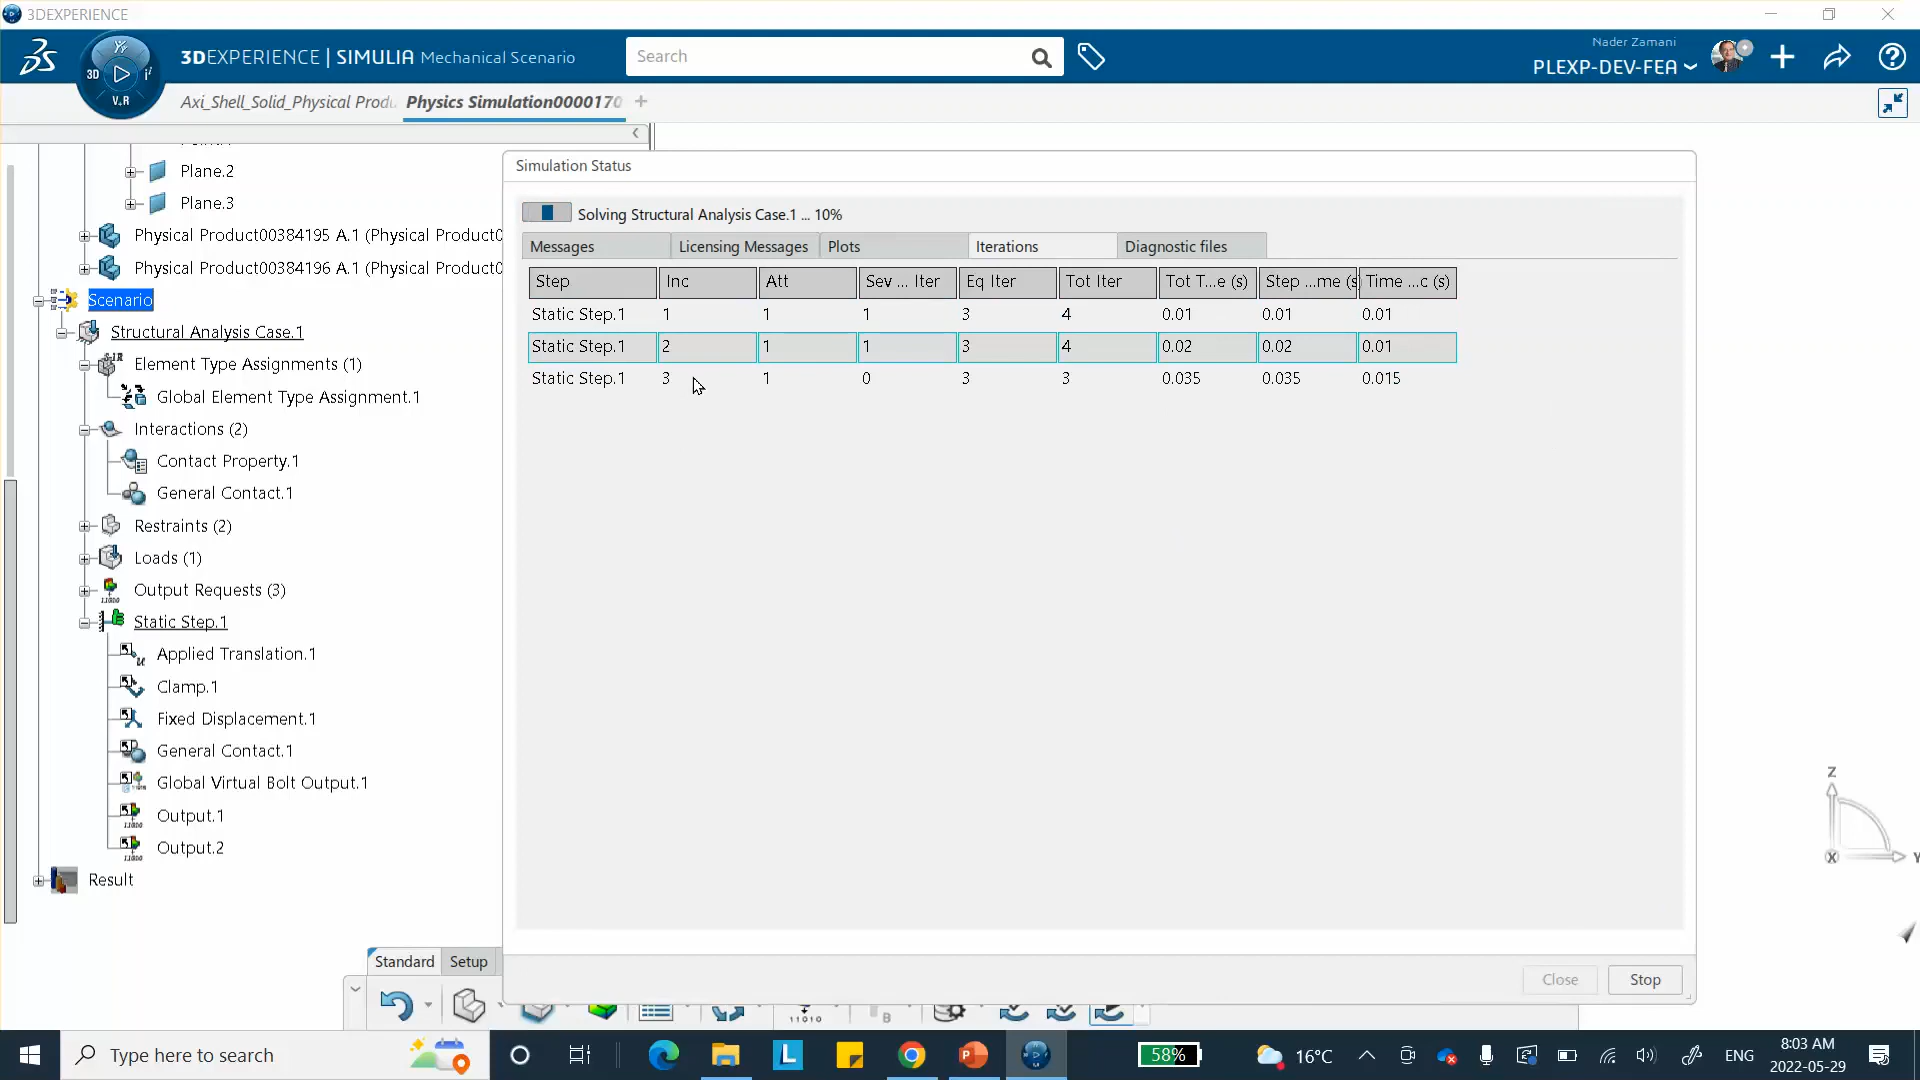 3DEXPERIENCE
3DEXPERIENCE | SIMULIA Mechanical Scenario
Search
Nader Zamani
PLEXP-DEV-FEA
3D
V.R
Axi_Shell_Solid_Physical Produ
Physics Simulation0000170
Plane.2
Plane.3
Physical Product00384195 A.1 (Physical Product0
Physical Product00384196 A.1 (Physical Product0
Scenario
Structural Analysis Case.1
Element Type Assignments (1)
Global Element Type Assignment.1
Interactions (2)
Contact Property.1
General Contact.1
Restraints (2)
Loads (1)
Output Requests (3)
Static Step.1
Applied Translation.1
Clamp.1
Fixed Displacement.1
General Contact.1
Global Virtual Bolt Output.1
Output.1
Output.2
Result
Simulation Status
Solving Structural Analysis Case.1 ... 10%
Messages Licensing Messages Plots Iterations Diagnostic files
Step Inc Att Sev ... Iter Eq Iter Tot Iter Tot T...e (s) Step ...me (s Time ...c (s)
Static Step.1 1 1 1 3 4 0.01 0.01 0.01
Static Step.1 2 1 1 3 4 0.02 0.02 0.01
Static Step.1 3 1 0 3 3 0.035 0.035 0.015
Close Stop
Z
X
Y
Standard Setup
Type here to search
58%
16°C
ENG
8:03 AM
2022-05-29